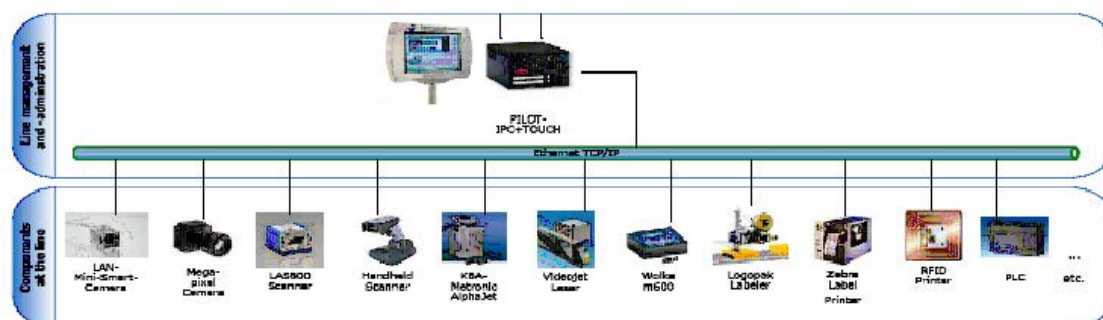 Line management
and -administration
PILOT-
IPC+TOUCH
Ethernet TCP/IP
Components
at the line
LAN-
Mini-Smart-
Camera
Mega-
pixel
Camera
LAS600
Scanner
Handheld
Scanner
KBA-
Metronic
AlphaJet
Videojet
Laser
Wolke
m600
Logopak
Labeler
Zebra
Label
Printer
RFID
Printer
PLC
...
etc.